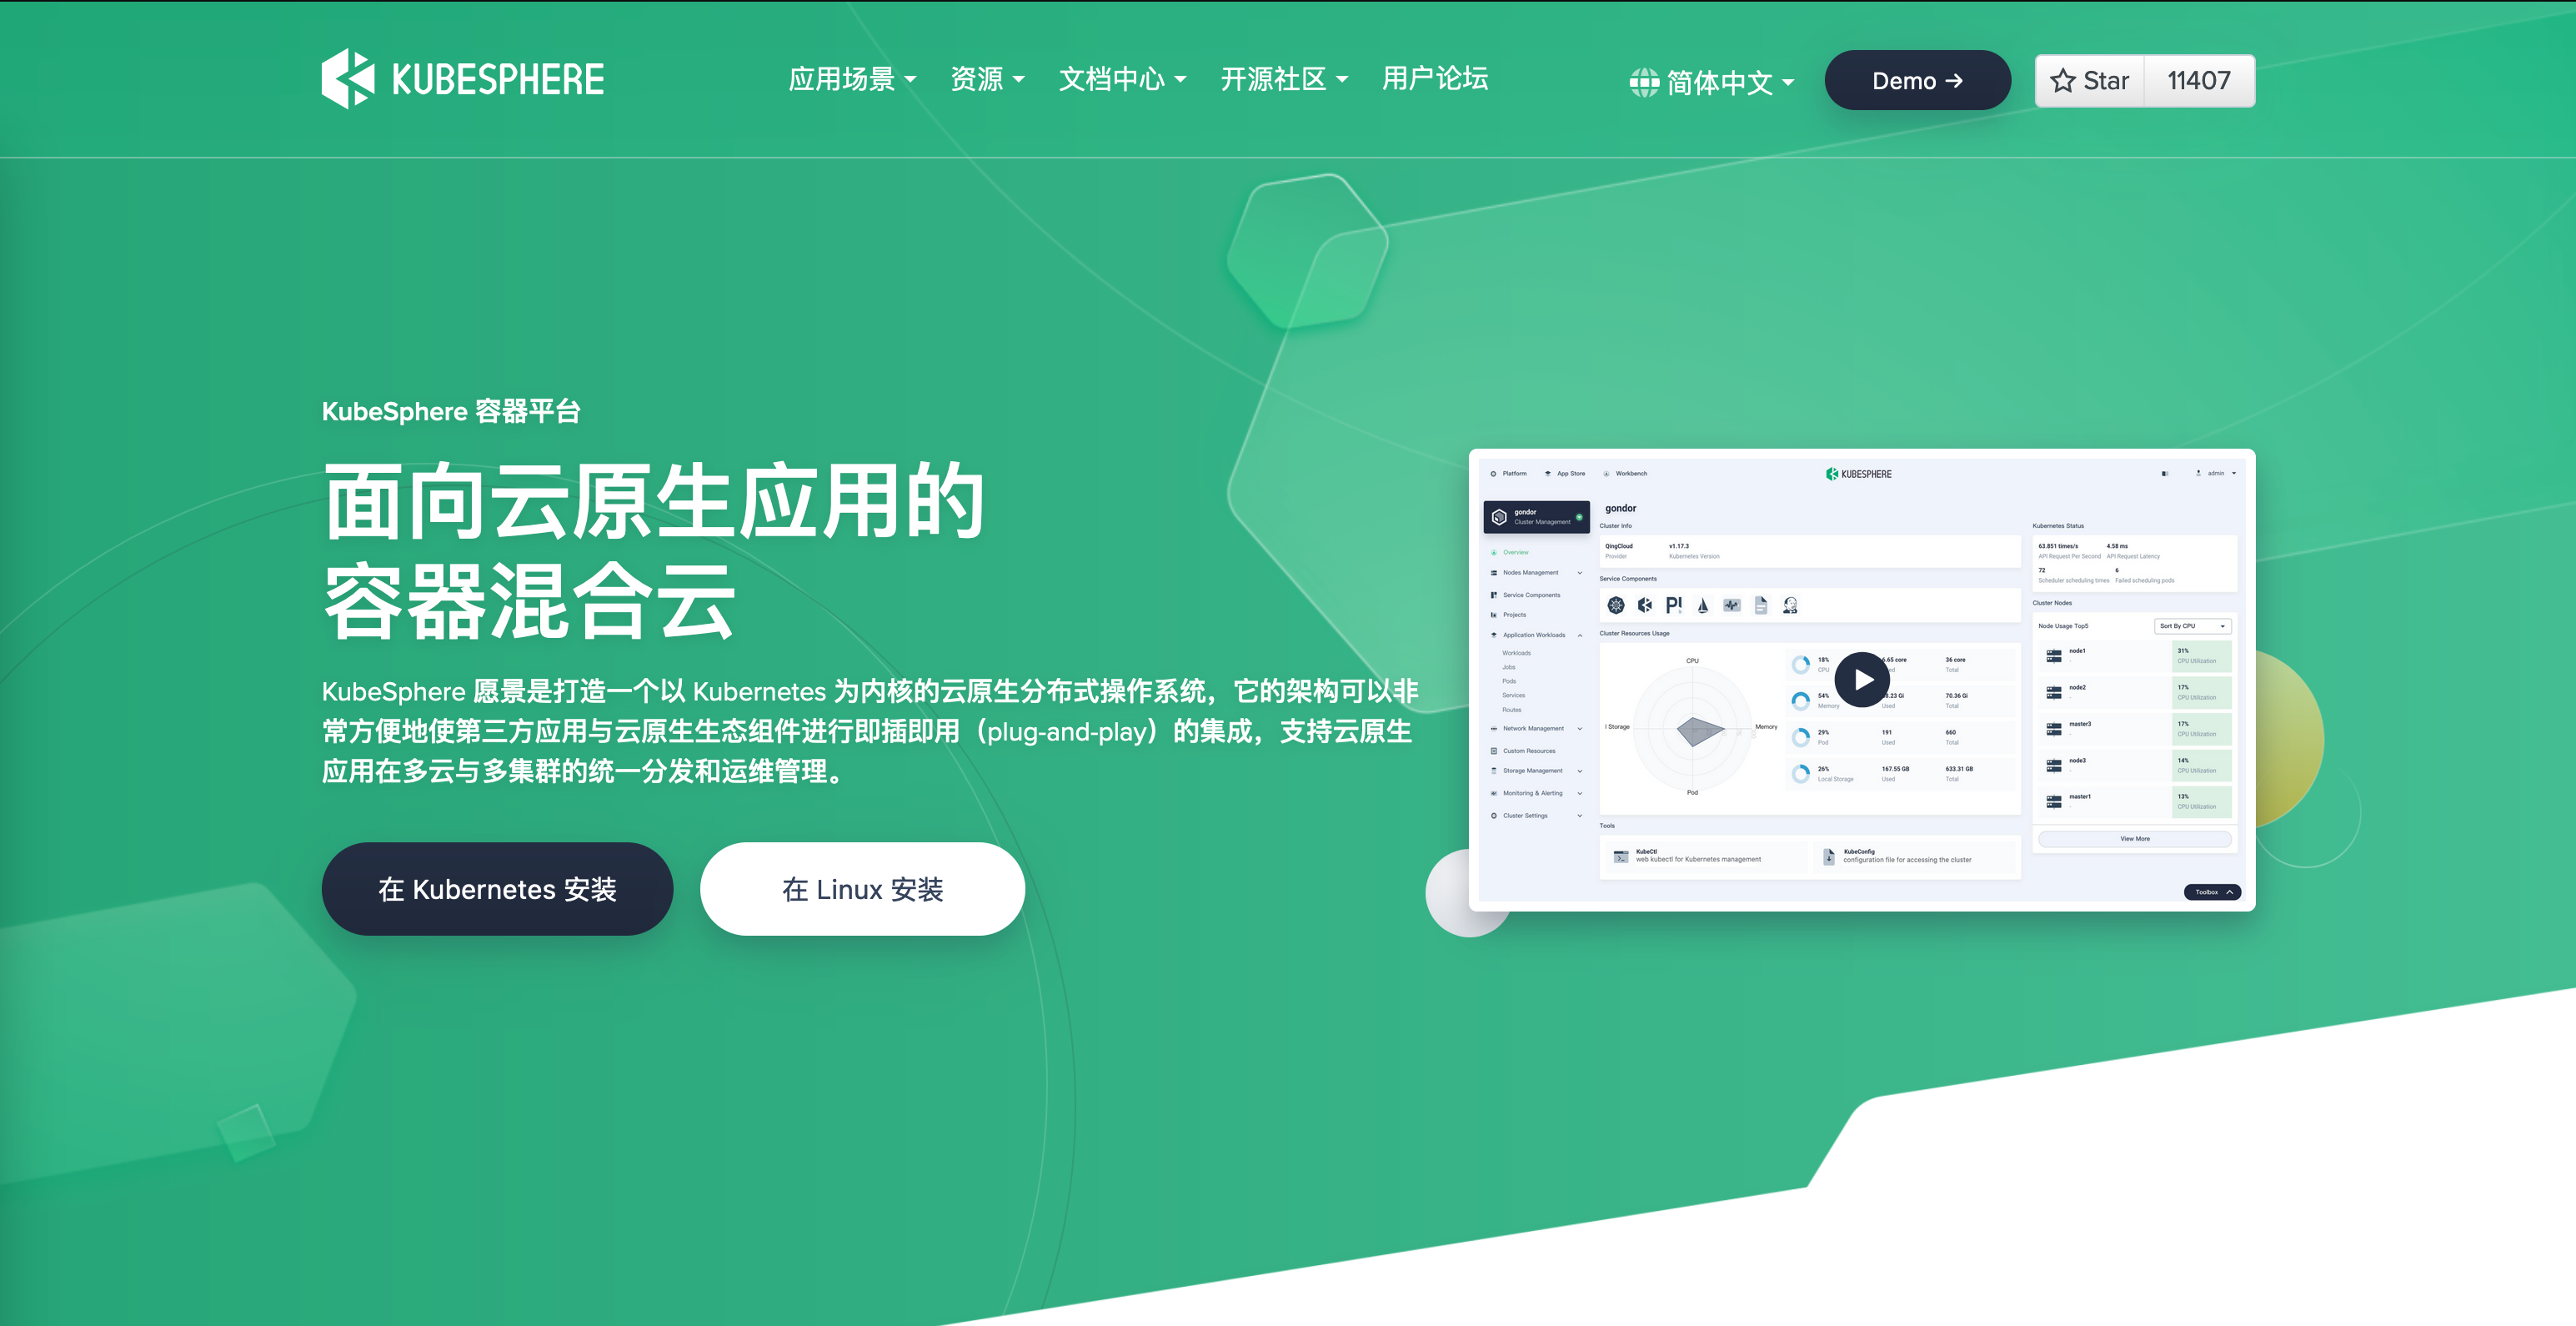 KUBESPHERE
应用场景
资源
文档中心
开源社区
用户论坛
简体中文
Demo →
Star
11407
KubeSphere 容器平台
面向云原生应用的
容器混合云
KubeSphere 愿景是打造一个以 Kubernetes 为内核的云原生分布式操作系统，它的架构可以非
常方便地使第三方应用与云原生生态组件进行即插即用（plug-and-play）的集成，支持云原生
应用在多云与多集群的统一分发和运维管理。
在 Kubernetes 安装
在 Linux 安装
Platform
App Store
Workbench
KUBESPHERE
admin
gondor
Cluster Management
Overview
Nodes Management
Service Components
Projects
Application Workloads
Workloads
Jobs
Pods
Services
Routes
Network Management
Custom Resources
Storage Management
Monitoring & Alerting
Cluster Settings
gondor
Cluster Info
QingCloud
Provider
v1.17.3
Kubernetes Version
Service Components
Cluster Resources Usage
CPU
Memory
Pod
l Storage
18%
CPU
6.65 core
36 core
Total
54%
Memory
Used
70.36 Gi
Total
29%
Pod
191
Used
660
Total
26%
Local Storage
167.55 GB
Used
633.31 GB
Total
Tools
KubeCtl
web kubectl for Kubernetes management
KubeConfig
configuration file for accessing the cluster
Kubernetes Status
63.851 times/s
API Request Per Second
4.58 ms
API Request Latency
72
Scheduler scheduling times
6
Failed scheduling pods
Cluster Nodes
Node Usage Top5
Sort By CPU
node1
31%
CPU Utilization
node2
17%
CPU Utilization
master3
17%
CPU Utilization
node3
14%
CPU Utilization
master1
13%
CPU Utilization
View More
Toolbox